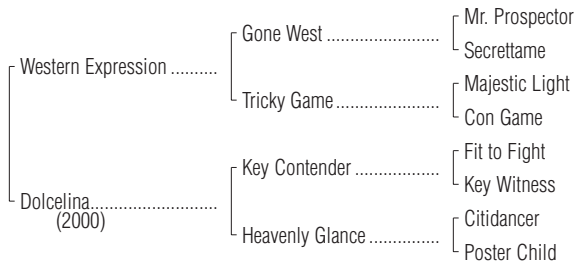 Mr. Prospector
Gone West ........................
Secrettame
Western Expression ..........
Majestic Light
Tricky Game ......................
Con Game
Fit to Fight
Key Contender ..................
Key Witness
Dolcelina...........................
(2000)
Citidancer
Heavenly Glance ...............
Poster Child